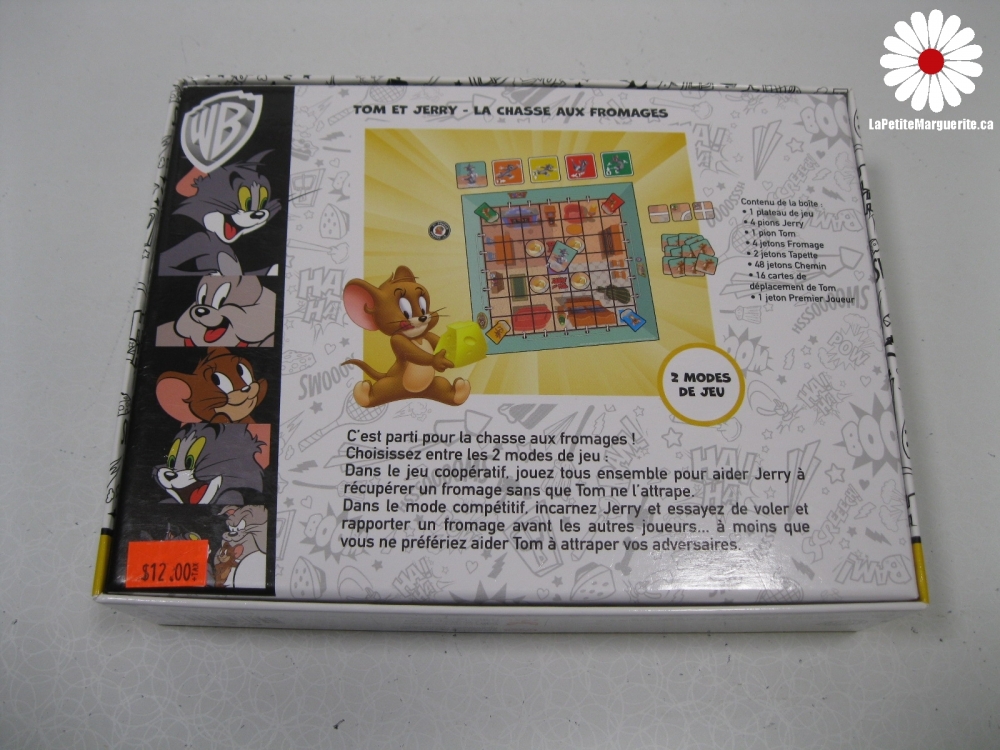 LaPetiteMarguerite.ca
WB
TOM ET JERRY - LA CHASSE AUX FROMAGES
Contenu de la boîte :
• 1 plateau de jeu
• 4 pions Jerry
• 1 pion Tom
• 4 jetons Fromage
• 2 jetons Tapette
• 48 jetons Chemin
• 16 cartes de
déplacement de Tom
• 1 jeton Premier Joueur
2 MODES
DE JEU
C'est parti pour la chasse aux fromages !
Choisissez entre les 2 modes de jeu :
Dans le jeu coopératif, jouez tous ensemble pour aider Jerry à
récupérer un fromage sans que Tom ne l'attrape.
Dans le mode compétitif, incarnez Jerry et essayez de voler et
rapporter un fromage avant les autres joueurs... à moins que
vous ne préfériez aider Tom à attraper vos adversaires.
$12.00